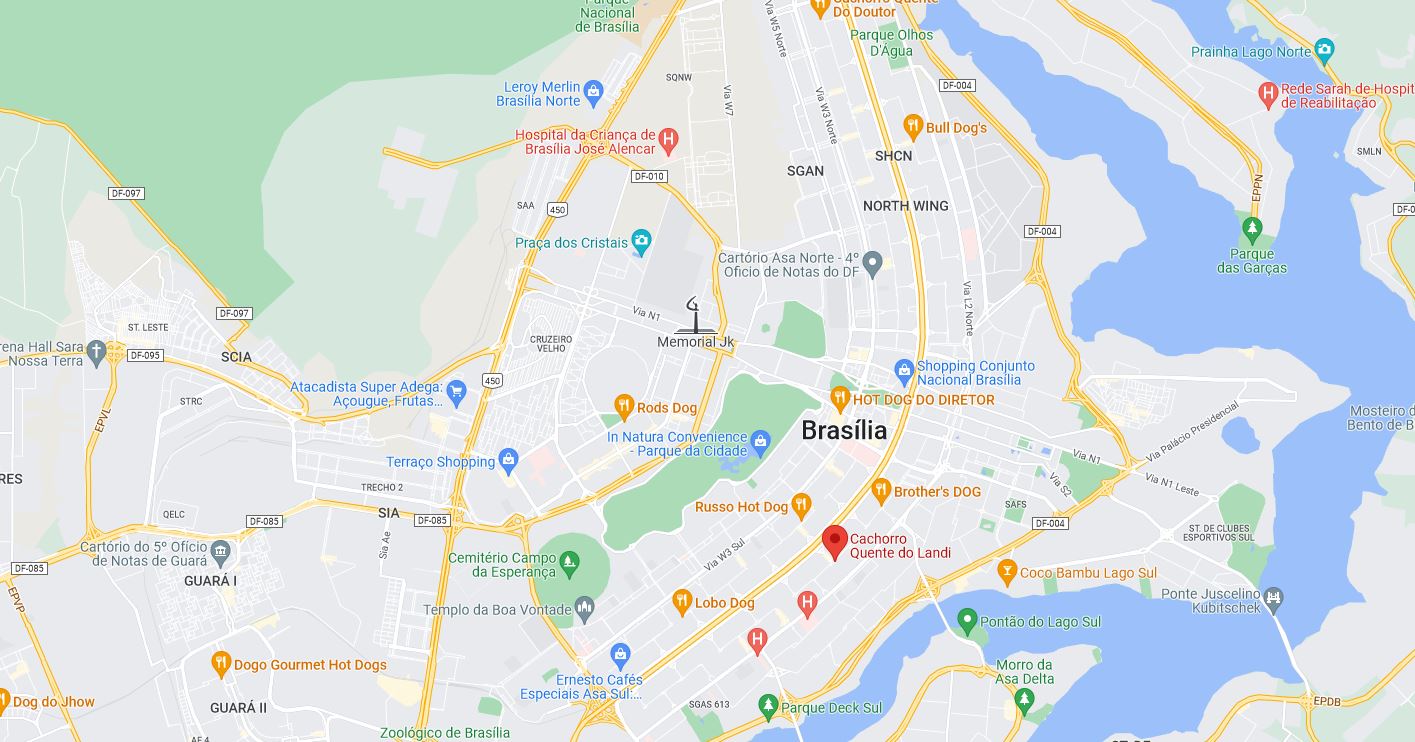 Parque
Nacional
de Brasília
Cachorro Quente
Do Doutor
Via W5 Norte
Parque Olhos
D'Água
Prainha Lago Norte
SQNW
Leroy Merlin
Brasília Norte
Via W7
Via W3 Norte
DF-004
Rede Sarah de Hospit
de Reabilitação
Bull Dog's
Hospital da Criança de
Brasília José Alencar
SHCN
SMLN
SGAN
DF-010
DF-097
EPPN
SAA
450
NORTH WING
DF-0
DF-004
Praça dos Cristais
Parque
das Garças
Cartório Asa Norte - 4º
Oficio de Notas do DF
Via L2 Norte
DF-097
Via N1
ST. LESTE
Memorial Jk
CRUZEIRO
VELHO
rena Hall Sara
Nossa Terra
DF-095
SCIA
Shopping Conjunto
Nacional Brasília
450
Atacadista Super Adega:
Açougue, Frutas...
STRC
HOT DOG DO DIRETOR
Rods Dog
EPVL
Mosteiro d
Bento de B
Via Palácio Presidencial
Brasília
In Natura Convenience
- Parque da Cidade
Terraço Shopping
Via N1
RES
TRECHO 2
Via S2
Via N1 Leste
Brother's DOG
Russo Hot Dog
SAFS
QELC
SIA
DF-085
DF-085
DF-004
ST. DE CLUBES
ESPORTIVOS SUL
Sia Ae
Cachorro
Quente do Landi
Cartório do 5º Ofício
de Notas de Guará
Via W3 Sul
Cemitério Campo
da Esperança
DF-085
GUARÁ I
Coco Bambu Lago Sul
EPVP
Ponte Juscelino
Kubitschek
Templo da Boa Vontade
Lobo Dog
Pontão do Lago Sul
Dogo Gourmet Hot Dogs
Morro da
Asa Delta
Ernesto Cafés
Especiais Asa Sul:...
Dog do Jhow
GUARÁ II
SGAS 613
Parque Deck Sul
EPDB
Zoológico de Brasília
AE 4